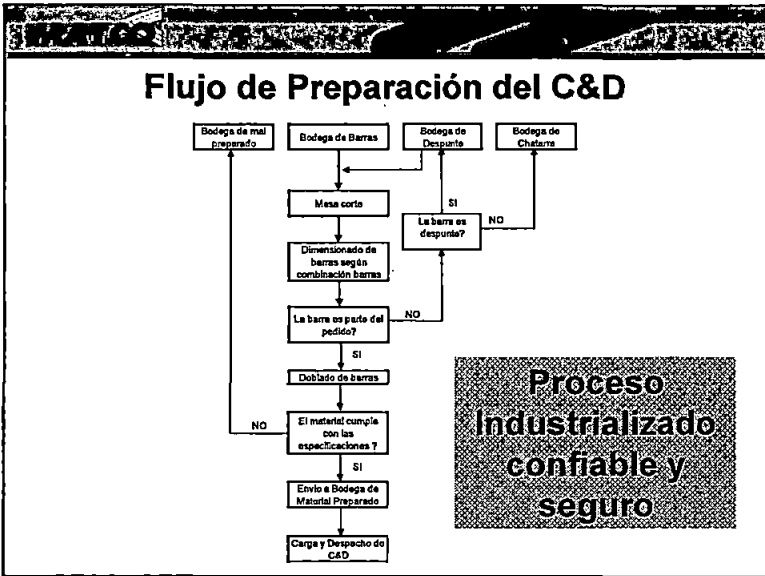 Flujo de Preparación del C&D
Bodega de mal
preparado
Bodega de Barras
Bodega de
Despunte
Bodega de
Chatarra
Mesa corte
SI
La barra es
despunte?
NO
Dimensionado de
barras según
combinación barras
La barra es parte del
pedido?
NO
SI
Doblado de barras
NO
El material cumple
con las
especificaciones ?
SI
Envio a Bodega de
Material Preparado
Carga y Despacho de
C&D
Proceso
Industrializado
confiable y
seguro